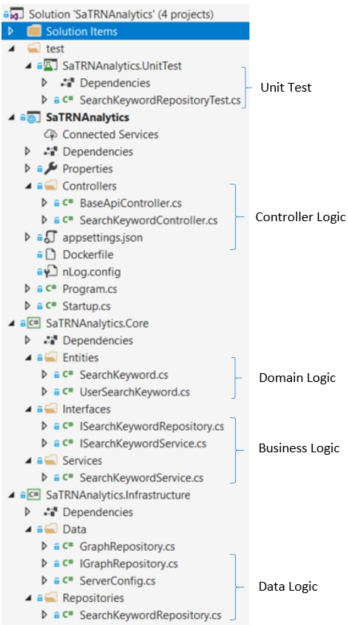 Solution 'SaTRNAnalytics' (4 projects)
Solution Items
test
SaTRNAnalytics.UnitTest
Dependencies
Unit Test
SearchKeywordRepositoryTest.cs
SaTRNAnalytics
Connected Services
Dependencies
Properties
Controllers
BaseApiController.cs
Controller Logic
SearchKeywordController.cs
appsettings.json
Dockerfile
nLog.config
C# Program.cs
C# Startup.cs
SaTRNAnalytics.Core
Dependencies
Entities
C# SearchKeyword.cs
Domain Logic
C# UserSearchKeyword.cs
Interfaces
C# ISearchKeywordRepository.cs
C# ISearchKeywordService.cs
Business Logic
Services
C# SearchKeywordService.cs
SaTRNAnalytics.Infrastructure
Dependencies
Data
C# GraphRepository.cs
C# IGraphRepository.cs
C# ServerConfig.cs
Data Logic
Repositories
C# SearchKeywordRepository.cs